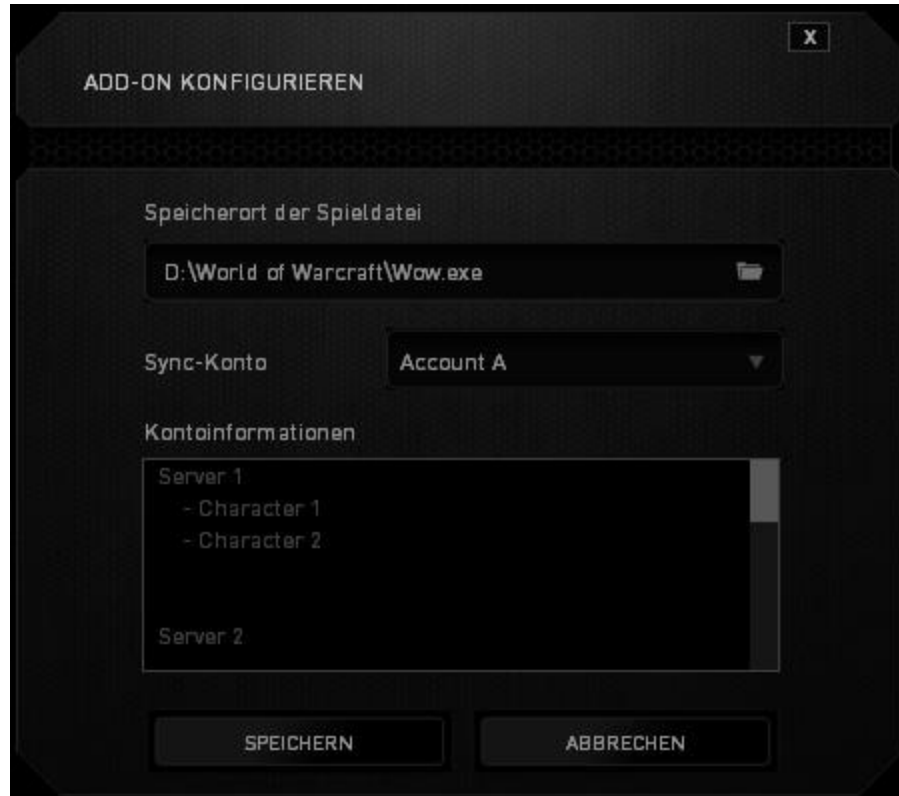 X
ADD-ON KONFIGURIEREN
Speicherort der Spieldatei
D:\World of Warcraft\Wow.exe
Sync-Konto Account A
Kontoinformationen
Server 1
- Character 1
- Character 2
Server 2
SPEICHERN ABBRECHEN